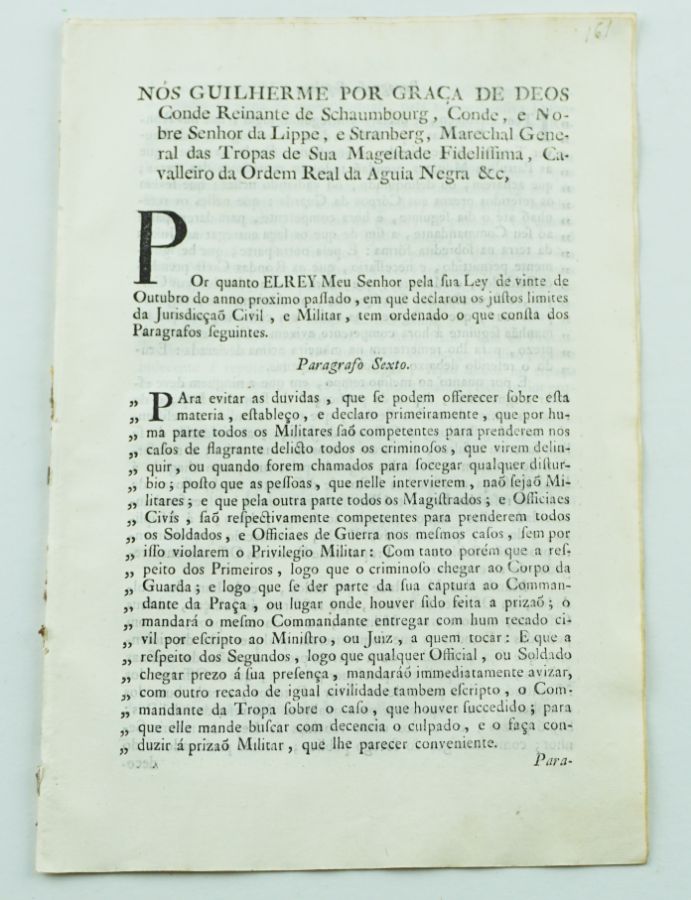 161
NÓS GUILHERME POR GRAÇA DE DEOS
Conde Reinante de Schaumbourg, Conde, e No-
bre Senhor da Lippe, e Stranberg, Marechal Gene-
ral das Tropas de Sua Mageſtade Fideliſſima, Ca-
valleiro da Ordem Real da Aguia Negra &c,
POr quanto ELREY Meu Senhor pela ſua Ley de vinte de
Outubro do anno proximo paſſado, em que declarou os juſtos limites
da Jurisdicçaõ Civil, e Militar, tem ordenado o que conſta dos
Paragrafos ſeguintes.
Paragrafo Sexto.
„ PAra evitar as duvidas, que ſe podem offerecer ſobre eſta
„ materia, eſtableço, e declaro primeiramente, que por hu-
„ ma parte todos os Militares ſaõ competentes para prenderem nos
„ caſos de flagrante delicto todos os criminoſos, que virem delin-
„ quir, ou quando forem chamados para ſocegar qualquer diſtur-
„ bio; poſto que as peſſoas, que nelle intervierem, naõ ſejaõ Mi-
„ litares; e que pela outra parte todos os Magiſtrados; e Officiaes
„ Civîs, ſaõ reſpectivamente competentes para prenderem todos
„ os Soldados, e Officiaes de Guerra nos meſmos caſos, ſem por
„ iſſo violarem o Privilegio Militar: Com tanto porém que a reſ-
„ peito dos Primeiros, logo que o criminoſo chegar ao Corpo da
„ Guarda; e logo que ſe der parte da ſua captura ao Comman-
„ dante da Praça, ou lugar onde houver ſido feita a prizaõ; o
„ mandará o meſmo Commandante entregar com hum recado ci-
„ vil por eſcripto ao Miniſtro, ou Juiz, a quem tocar: E que a
„ reſpeito dos Segundos, logo que qualquer Official, ou Soldado
„ chegar prezo á ſua preſença, mandaráõ immediatamente avizar,
„ com outro recado de igual civilidade tambem eſcripto, o Com-
„ mandante da Tropa ſobre o caſo, que houver ſuccedido; para
„ que elle mande buſcar com decencia o culpado, e o faça con-
„ duzir á prizaõ Militar, que lhe parecer conveniente.
Para-